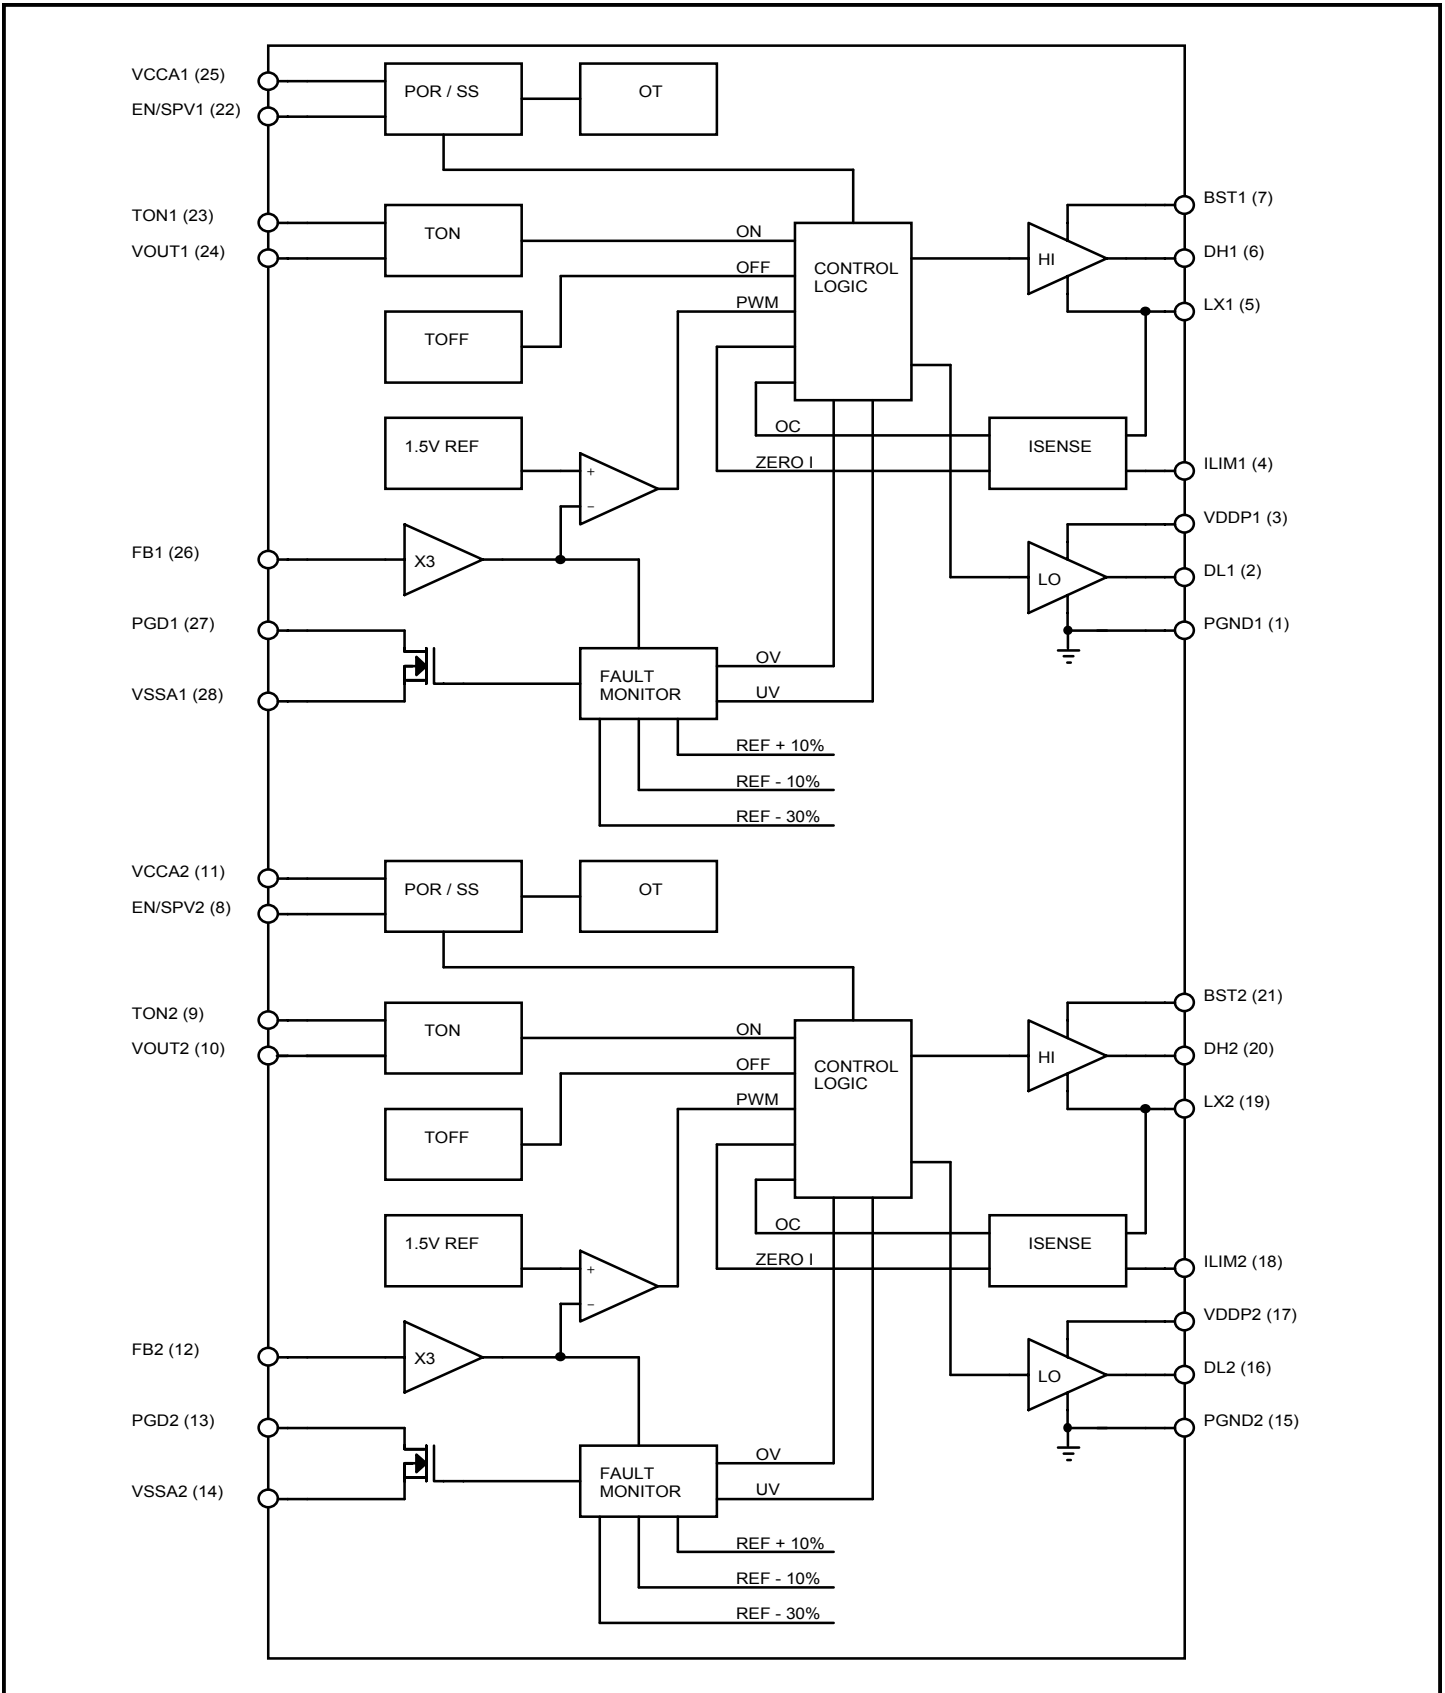 VCCA1 (25)
EN/SPV1 (22)
POR / SS
OT
TON1 (23)
VOUT1 (24)
TON
ON
OFF
PWM
CONTROL
LOGIC
HI
BST1 (7)
DH1 (6)
LX1 (5)
TOFF
1.5V REF
+
−
OC
ZERO I
ISENSE
ILIM1 (4)
VDDP1 (3)
FB1 (26)
X3
LO
DL1 (2)
PGND1 (1)
PGD1 (27)
VSSA1 (28)
FAULT
MONITOR
OV
UV
REF + 10%
REF - 10%
REF - 30%
VCCA2 (11)
EN/SPV2 (8)
POR / SS
OT
TON2 (9)
VOUT2 (10)
TON
ON
OFF
PWM
CONTROL
LOGIC
HI
BST2 (21)
DH2 (20)
LX2 (19)
TOFF
1.5V REF
+
−
OC
ZERO I
ISENSE
ILIM2 (18)
VDDP2 (17)
FB2 (12)
X3
LO
DL2 (16)
PGND2 (15)
PGD2 (13)
VSSA2 (14)
FAULT
MONITOR
OV
UV
REF + 10%
REF - 10%
REF - 30%